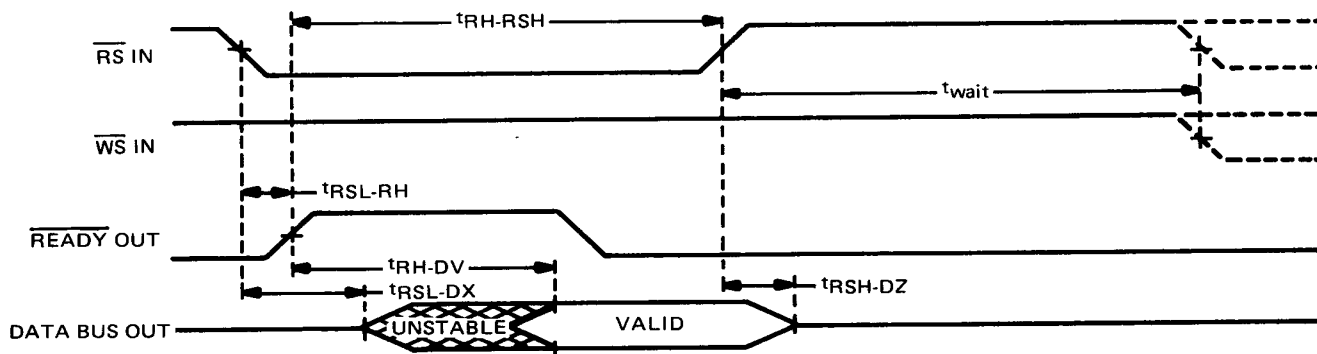 tRH-RSH
RS IN
twait
WS IN
tRSL-RH
READY OUT
tRH-DV
tRSL-DX
tRSH-DZ
DATA BUS OUT
UNSTABLE
VALID